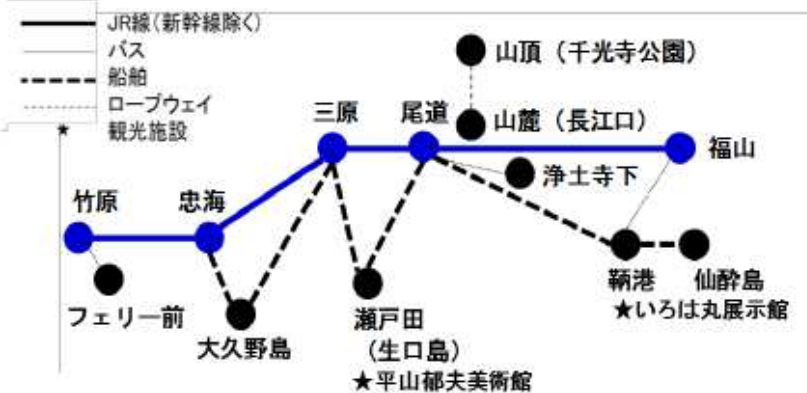 JR線(新幹線除く)
バス
船舶
ロープウェイ
★ 観光施設
山頂(千光寺公園)
山麓(長江口)
三原
尾道
福山
浄土寺下
竹原
忠海
鞆港
仙酔島
★いろは丸展示館
フェリー前
大久野島
瀬戸田
(生口島)
★平山郁夫美術館